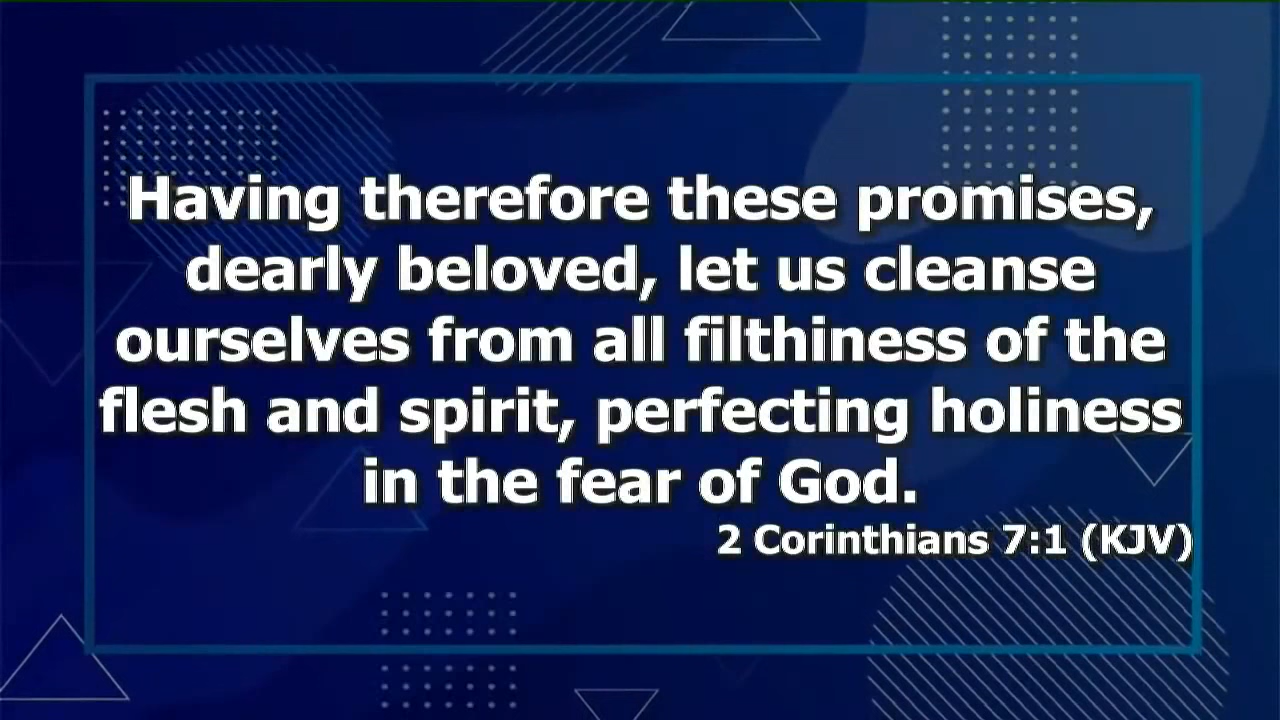 Having therefore these promises,
dearly beloved, let us cleanse
ourselves from all filthiness of the
flesh and spirit, perfecting holiness
in the fear of God.
2 Corinthians 7:1 (KJV)